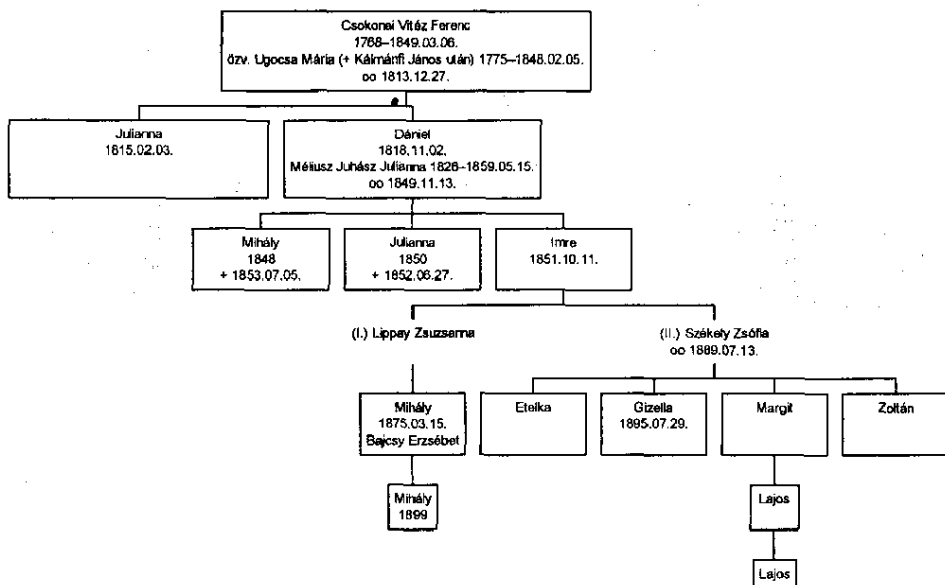 Csokonai Vitéz Ferenc
1768–1849.03.06.
özv. Ugocsa Mária (+ Kálmánfi János után) 1775–1848.02.05.
oo 1813.12.27.
Julianna
1815.02.03.
Dániel
1818.11.02.
Méliusz Juhász Julianna 1826–1859.05.15.
oo 1849.11.13.
Mihály
1848
+ 1853.07.05.
Julianna
1850
+ 1852.06.27.
Imre
1851.10.11.
(I.) Lippay Zsuzsanna
(II.) Székely Zsófia
oo 1889.07.13.
Mihály
1875.03.15.
Bajcsy Erzsébet
Etelka
Gizella
1895.07.29.
Margit
Zoltán
Mihály
1899
Lajos
Lajos